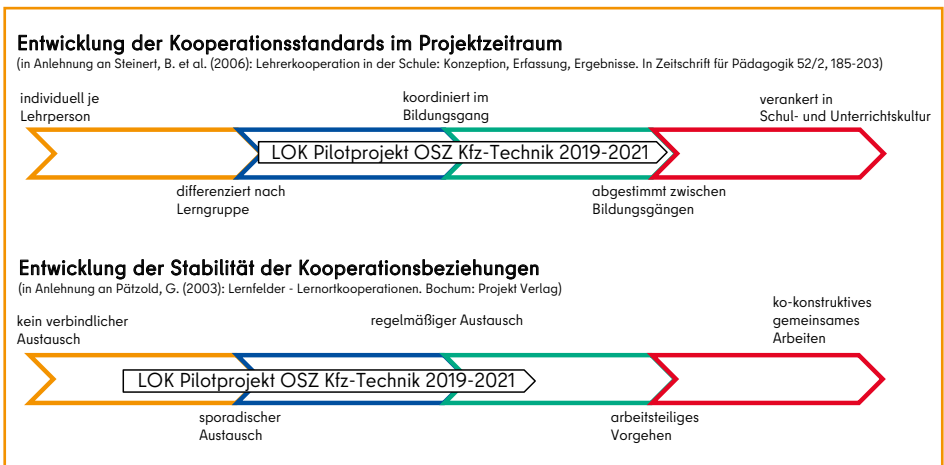 Entwicklung der Kooperationsstandards im Projektzeitraum
(in Anlehnung an Steinert, B. et al. (2006): Lehrerkooperation in der Schule: Konzeption, Erfassung, Ergebnisse. In Zeitschrift für Pädagogik 52/2, 185-203)
individuell je
Lehrperson
koordiniert im
Bildungsgang
verankert in
Schul- und Unterrichtskultur
LOK Pilotprojekt OSZ Kfz-Technik 2019-2021
differenziert nach
Lerngruppe
abgestimmt zwischen
Bildungsgängen
Entwicklung der Stabilität der Kooperationsbeziehungen
(in Anlehnung an Pätzold, G. (2003): Lernfelder - Lernortkooperationen. Bochum: Projekt Verlag)
kein verbindlicher
Austausch
regelmäßiger Austausch
ko-konstruktives
gemeinsames
Arbeiten
LOK Pilotprojekt OSZ Kfz-Technik 2019-2021
sporadischer
Austausch
arbeitsteiliges
Vorgehen